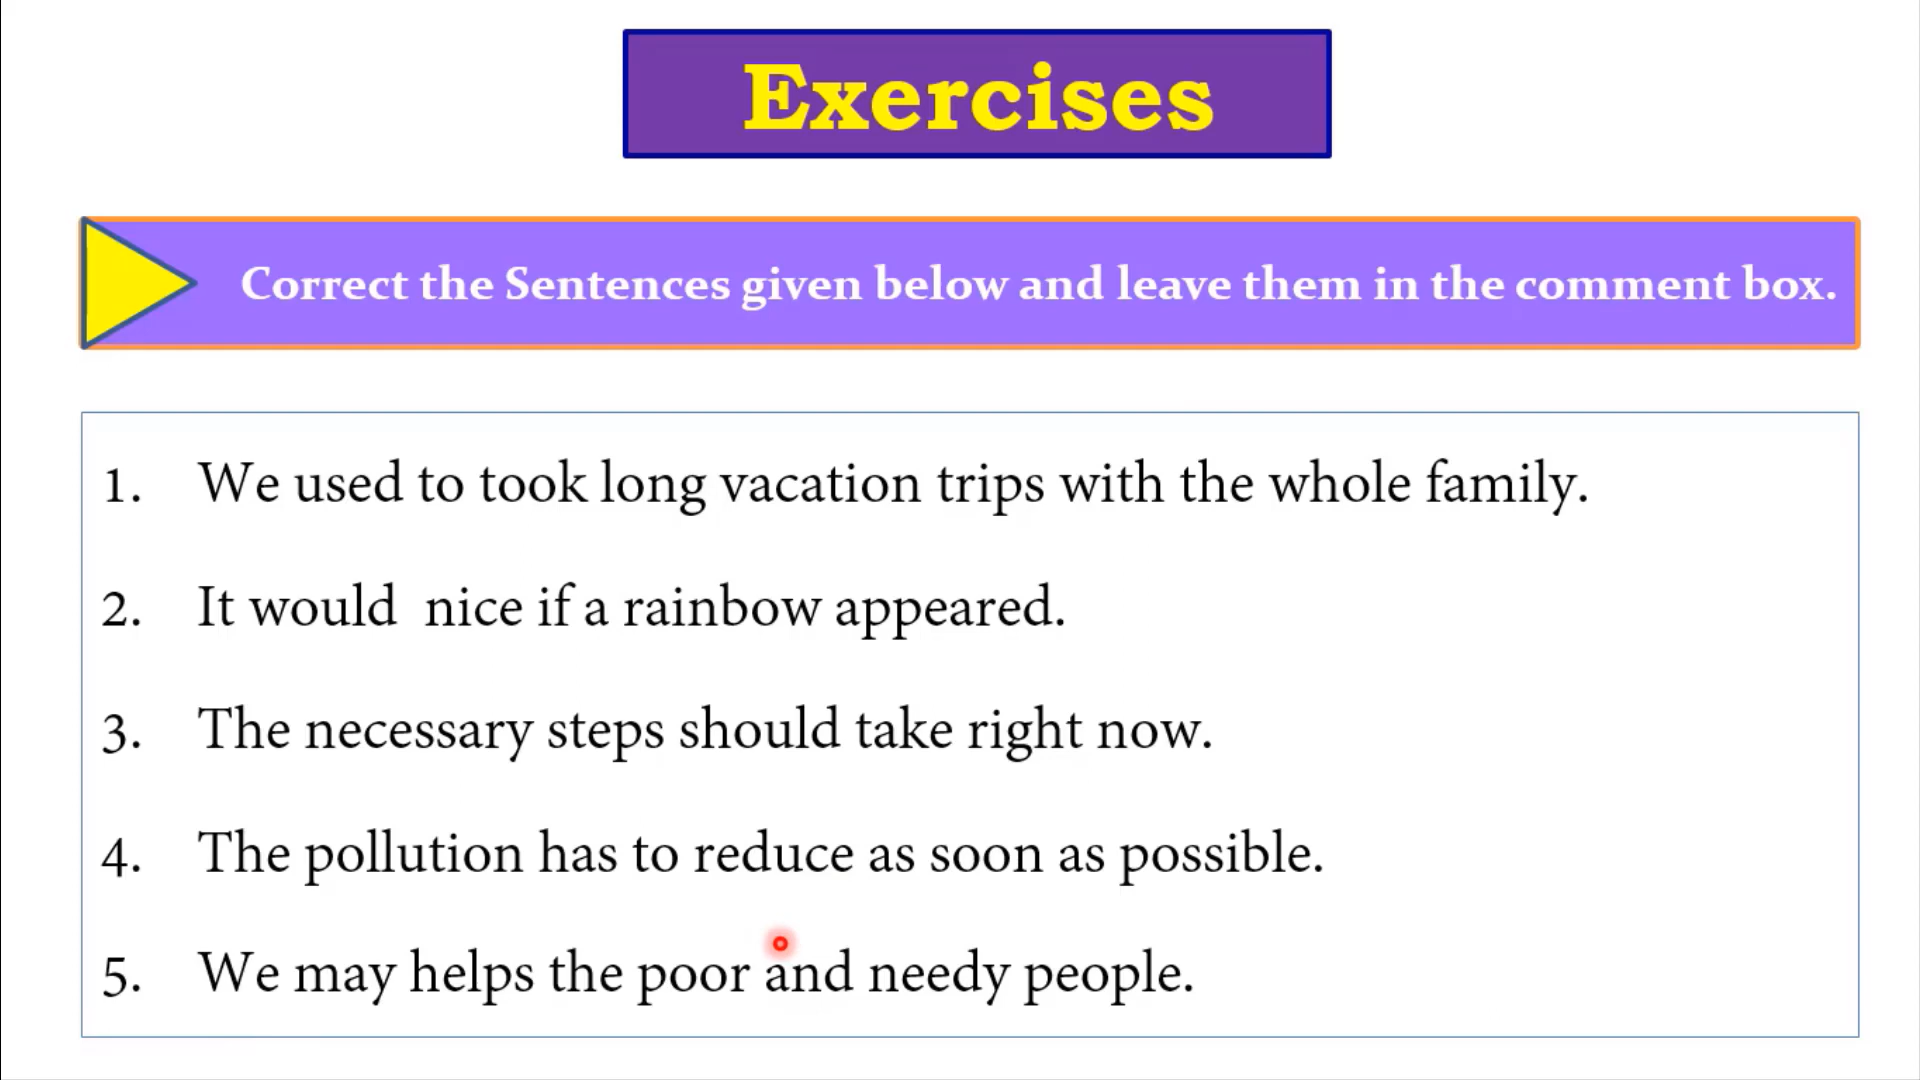 Exercises
Correct the Sentences given below and leave them in the comment box.
1. We used to took long vacation trips with the whole family.
2. It would  nice if a rainbow appeared.
3. The necessary steps should take right now.
4. The pollution has to reduce as soon as possible.
5. We may helps the poor and needy people.